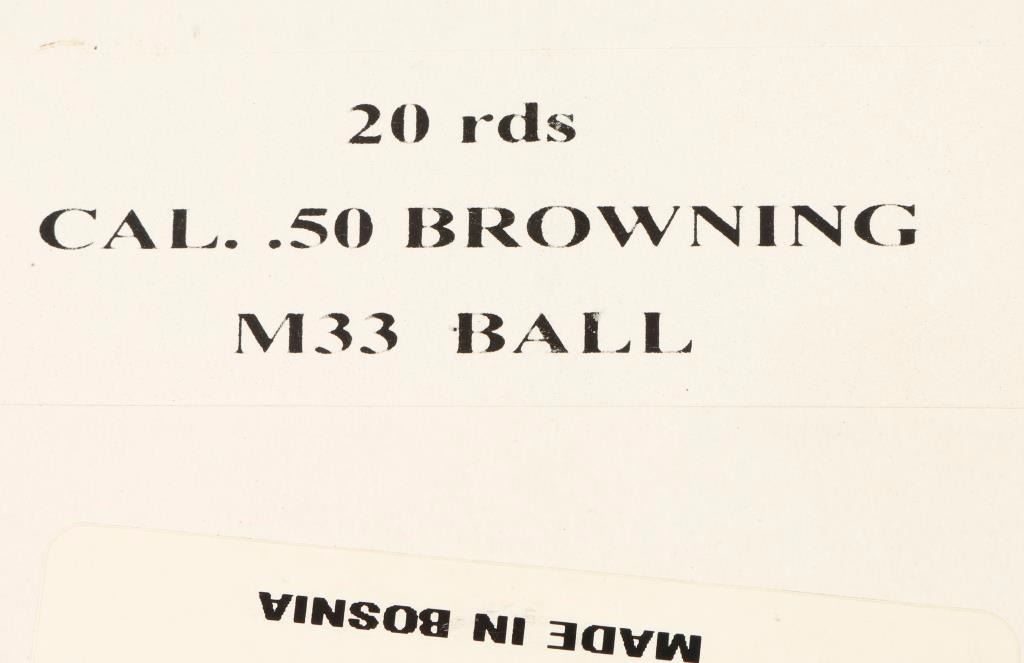 20 rds
CAL. .50 BROWNING
M33 BALL
MADE IN BOSNIA